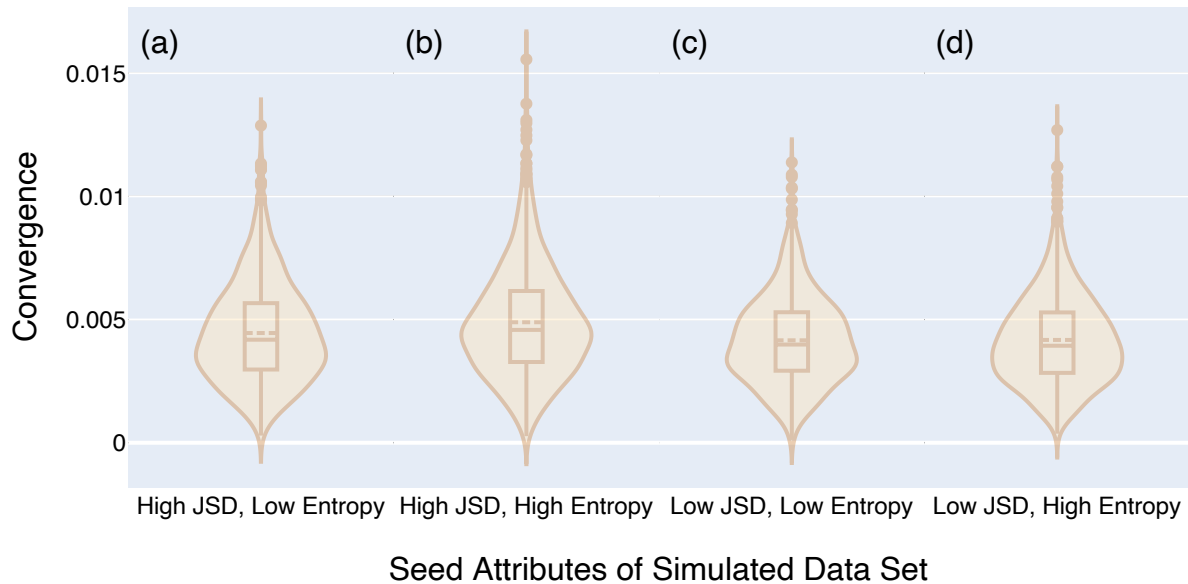 (a) (b) (c) (d)
0.015
0.01
0.005
0
Convergence
High JSD, Low Entropy High JSD, High Entropy Low JSD, Low Entropy Low JSD, High Entropy
Seed Attributes of Simulated Data Set